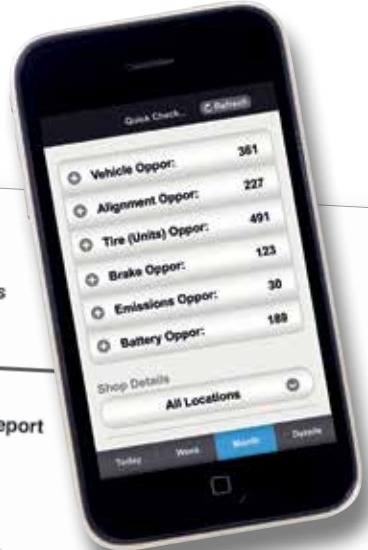 Quick Check... Refresh
Vehicle Oppor: 361
Alignment Oppor: 227
Tire (Units) Oppor: 491
Brake Oppor: 123
Emissions Oppor: 30
Battery Oppor: 189
Shop Details
All Locations
Today Week Month Details
s
eport